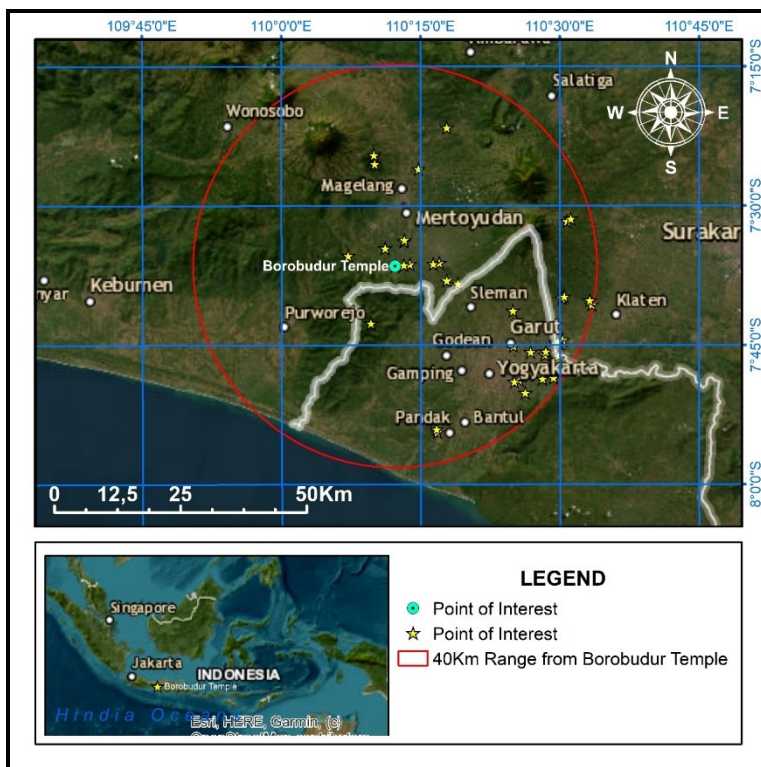 109°45'0"E
110°0'0"E
110°15'0"E
110°30'0"E
110°45'0"E
7°15'0"S
7°30'0"S
7°45'0"S
8°0'0"S
N
W
E
S
Salatiga
Wonosobo
Magelang
Mertoyudan
Surakar
Borobudur Temple
Keburnen
Sleman
Klaten
Purworejo
Garut
Godean
Gamping
Yogyakarta
Pandak
Bantul
0
12,5
25
50Km
LEGEND
Point of Interest
Point of Interest
40Km Range from Borobudur Temple
Singapore
Jakarta
INDONESIA
Borobudur Temple
Hindia Ocean
Esri, HERE, Garmin, (c)